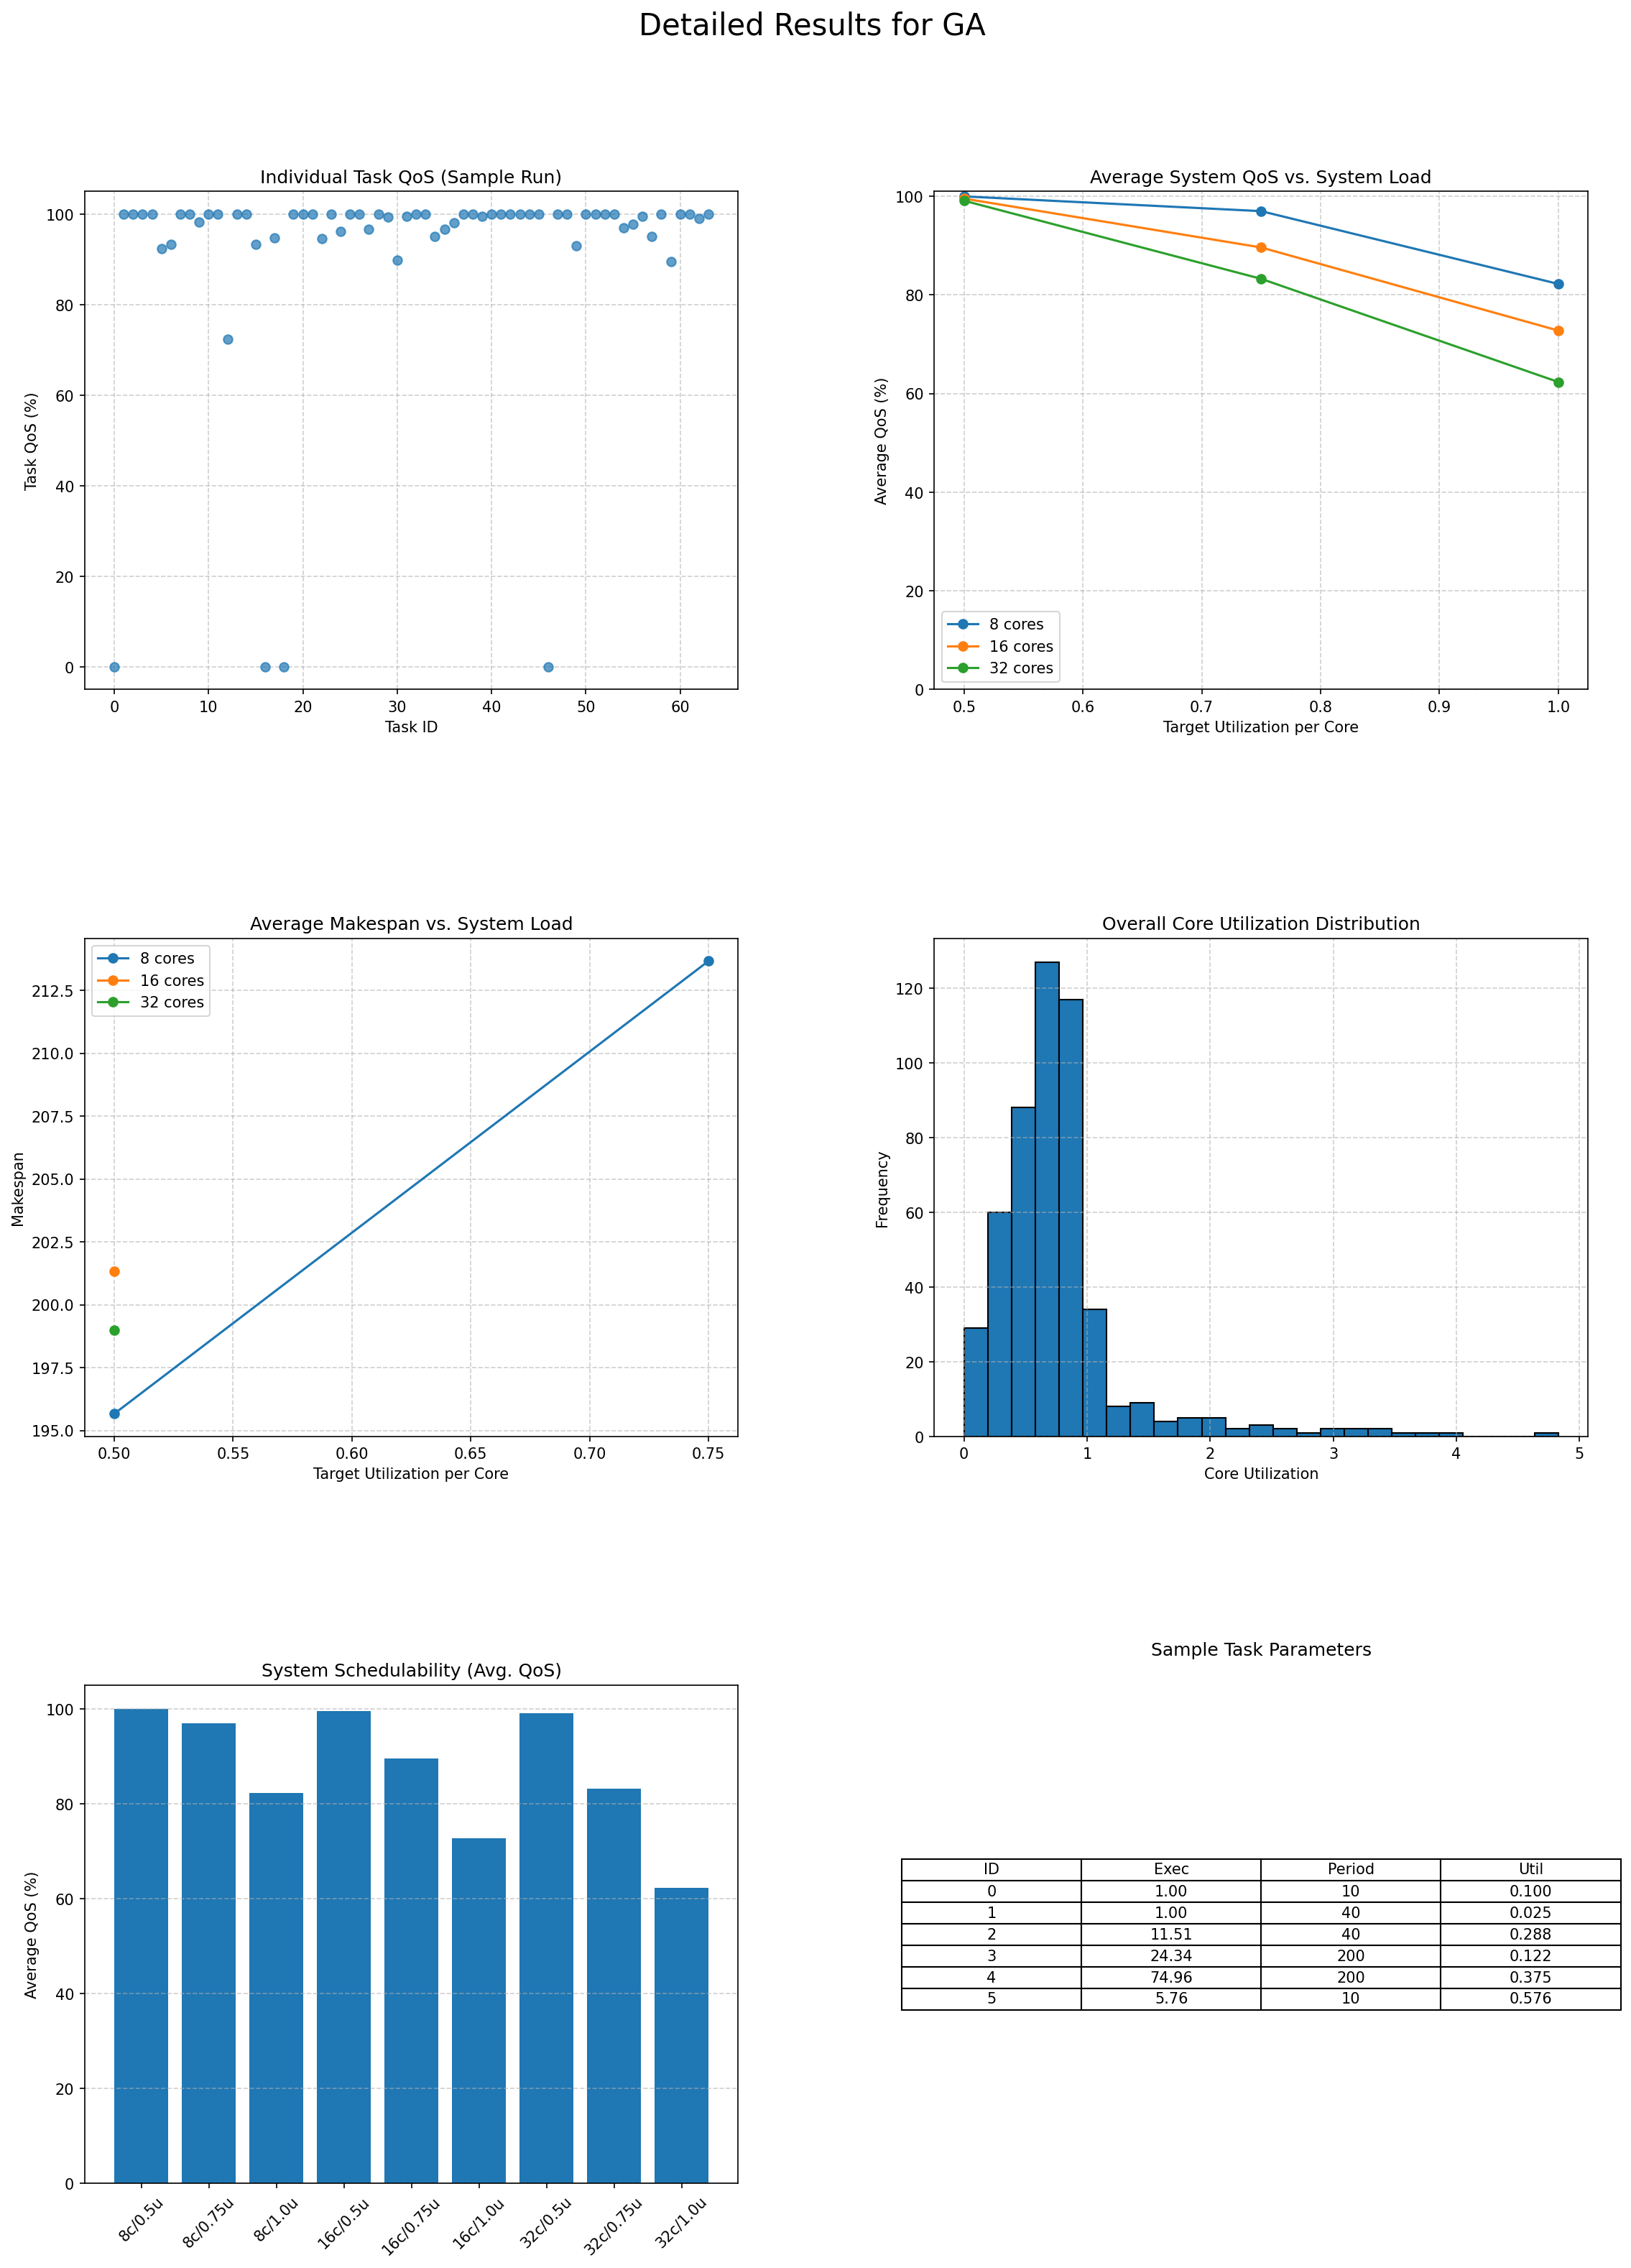 Detailed Results for GA
Individual Task QoS (Sample Run)
Task QoS (%)
100
80
60
40
20
0
0 10 20 30 40 50 60
Task ID
Average System QoS vs. System Load
Average QoS (%)
100
80
60
40
20
0
8 cores
16 cores
32 cores
0.5 0.6 0.7 0.8 0.9 1.0
Target Utilization per Core
Average Makespan vs. System Load
Makespan
8 cores
16 cores
32 cores
212.5
210.0
207.5
205.0
202.5
200.0
197.5
195.0
0.50 0.55 0.60 0.65 0.70 0.75
Target Utilization per Core
Overall Core Utilization Distribution
Frequency
120
100
80
60
40
20
0
0 1 2 3 4 5
Core Utilization
System Schedulability (Avg. QoS)
Average QoS (%)
100
80
60
40
20
0
8c/0.5u 8c/0.75u 8c/1.0u 16c/0.5u 16c/0.75u 16c/1.0u 32c/0.5u 32c/0.75u 32c/1.0u
Sample Task Parameters
ID Exec Period Util
0 1.00 10 0.100
1 1.00 40 0.025
2 11.51 40 0.288
3 24.34 200 0.122
4 74.96 200 0.375
5 5.76 10 0.576